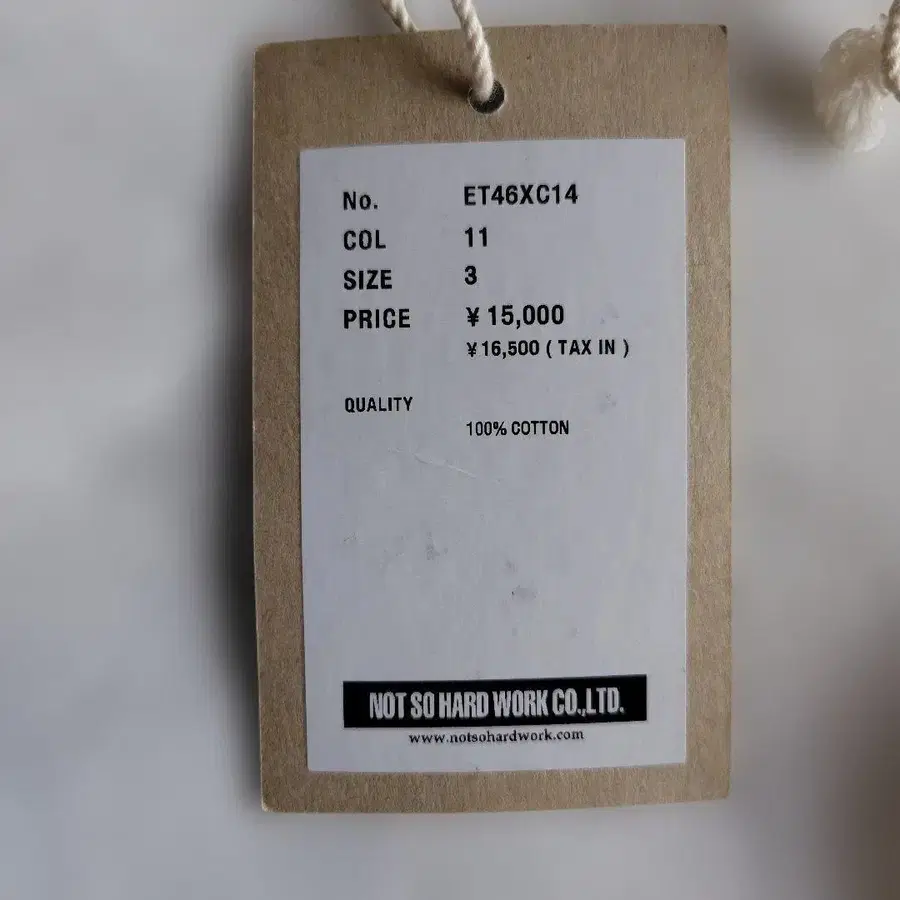 No. ET46XC14
COL 11
SIZE 3
PRICE ¥ 15,000
¥16,500 ( TAX IN )
QUALITY
100% COTTON
NOT SO HARD WORK CO.,LTD.
www.notsohardwork.com